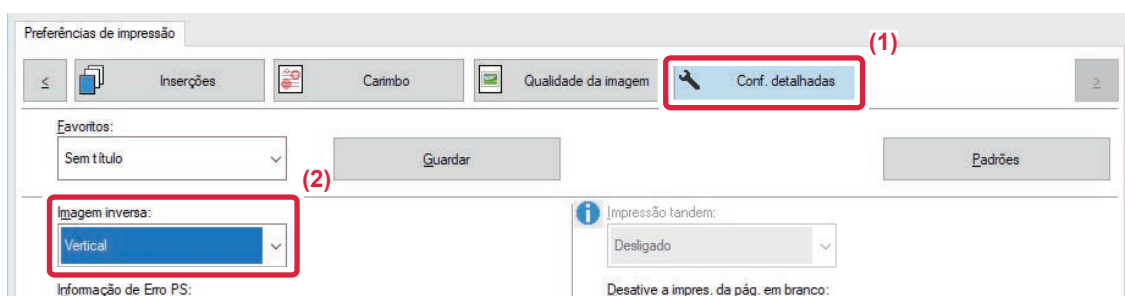 Preferências de impressão
(1)
<
Inserções
Carimbo
Qualidade da imagem
Conf. detalhadas
>
Favoritos:
Sem título
Guardar
Padrões
(2)
Imagem inversa:
Vertical
Impressão tandem:
Desligado
Informação de Erro PS:
Desative a impres. da pág. em branco: